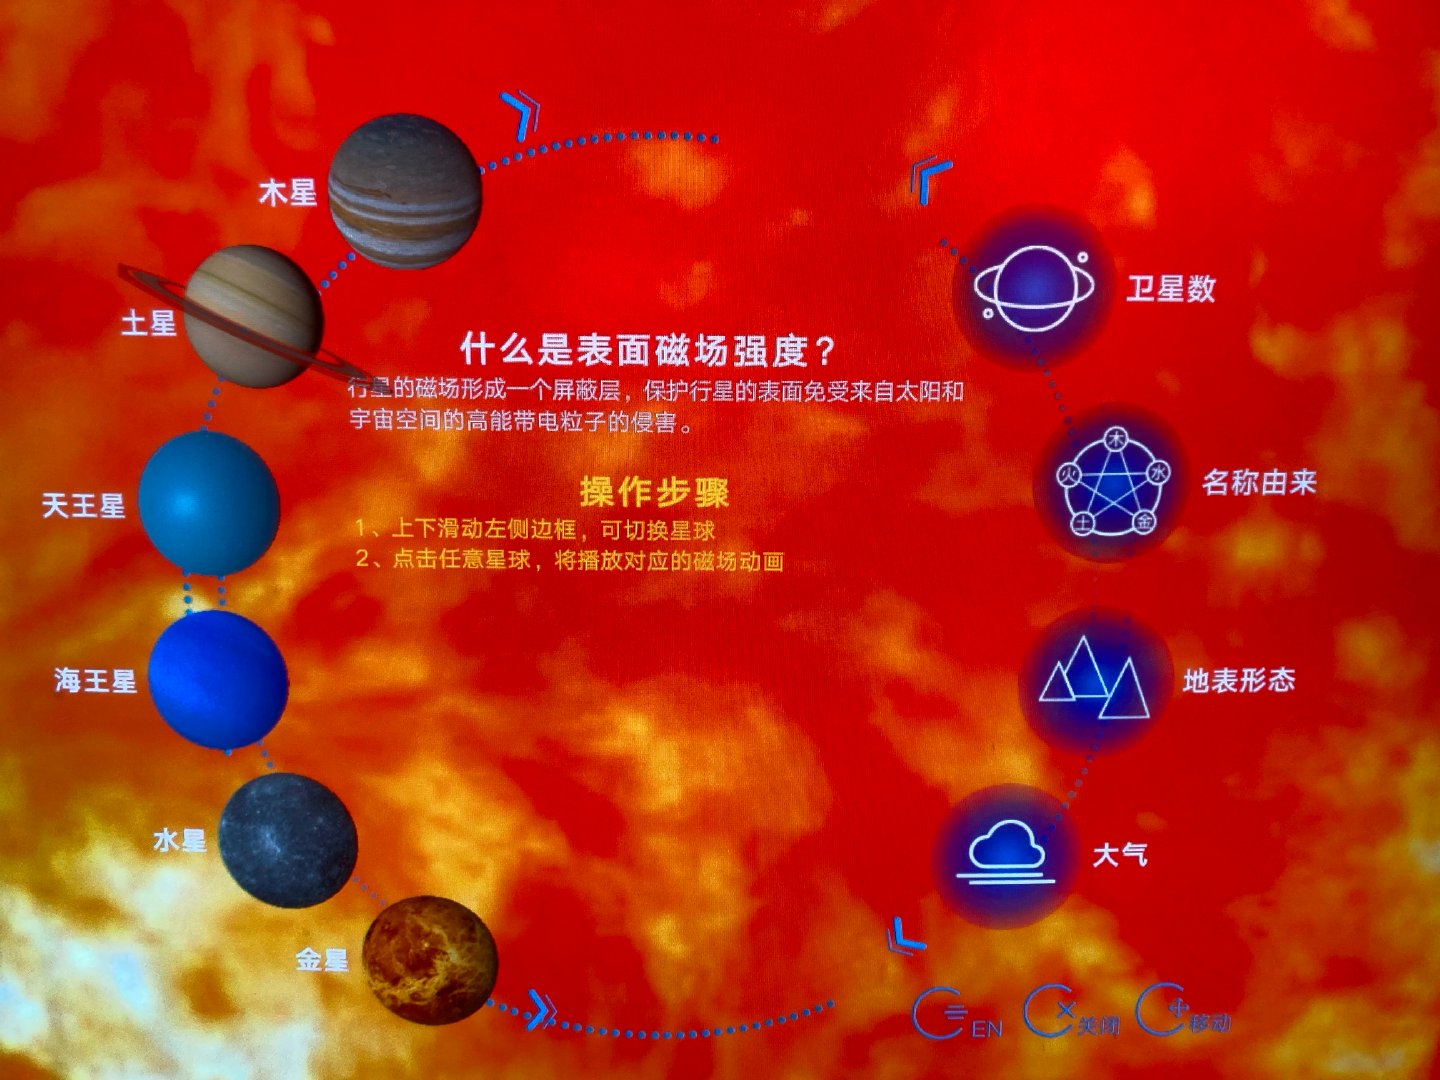 木星
土星
天王星
海王星
水星
金星
什么是表面磁场强度?
行星的磁场形成一个屏蔽层，保护行星的表面免受来自太阳和
宇宙空间的高能带电粒子的侵害。
操作步骤
1、上下滑动左侧边框，可切换星球
2、点击任意星球，将播放对应的磁场动画
卫星数
木
火
水
土
金
名称由来
地表形态
大气
EN
关闭
移动